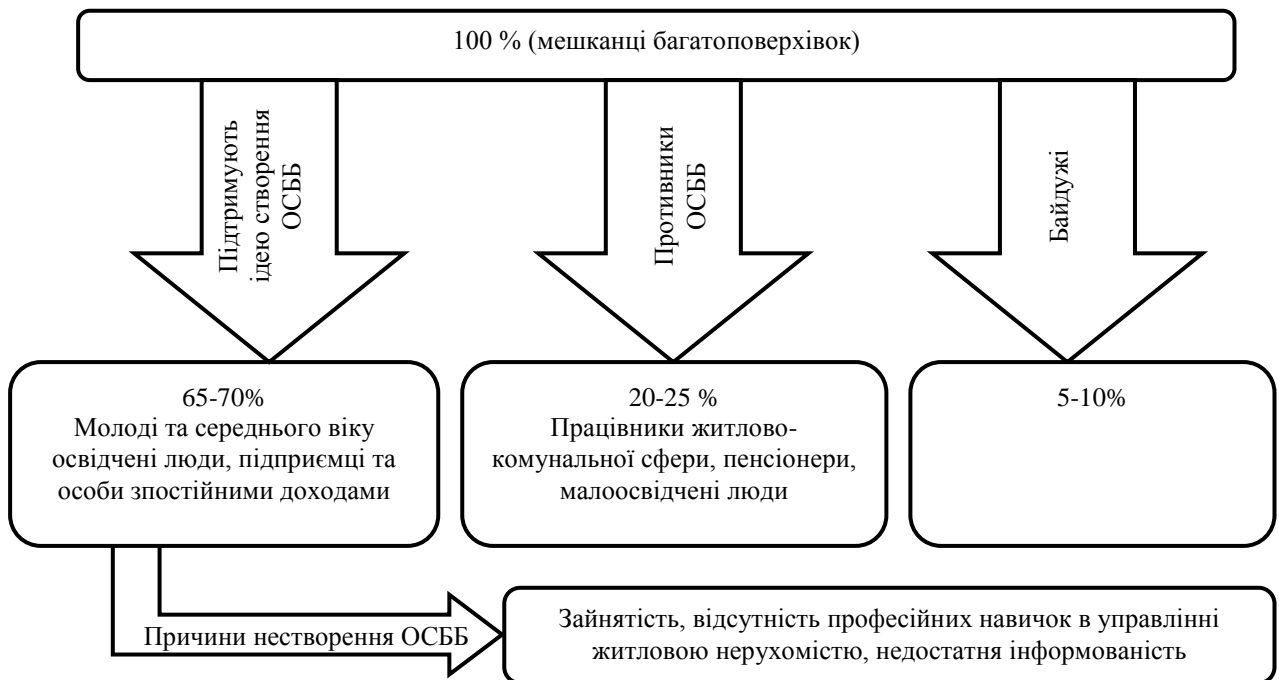 100 % (мешканці багатоповерхівок)
Підтримують
ідею створення
ОСББ
Противники
ОСББ
Байдужі
65-70%
Молоді та середнього віку
освідчені люди, підприємці та
особи зпостійними доходами
20-25 %
Працівники житлово-
комунальної сфери, пенсіонери,
малоосвідчені люди
5-10%
Причини нестворення ОСББ
Зайнятість, відсутність професійних навичок в управлінні
житловою нерухомістю, недостатня інформованість